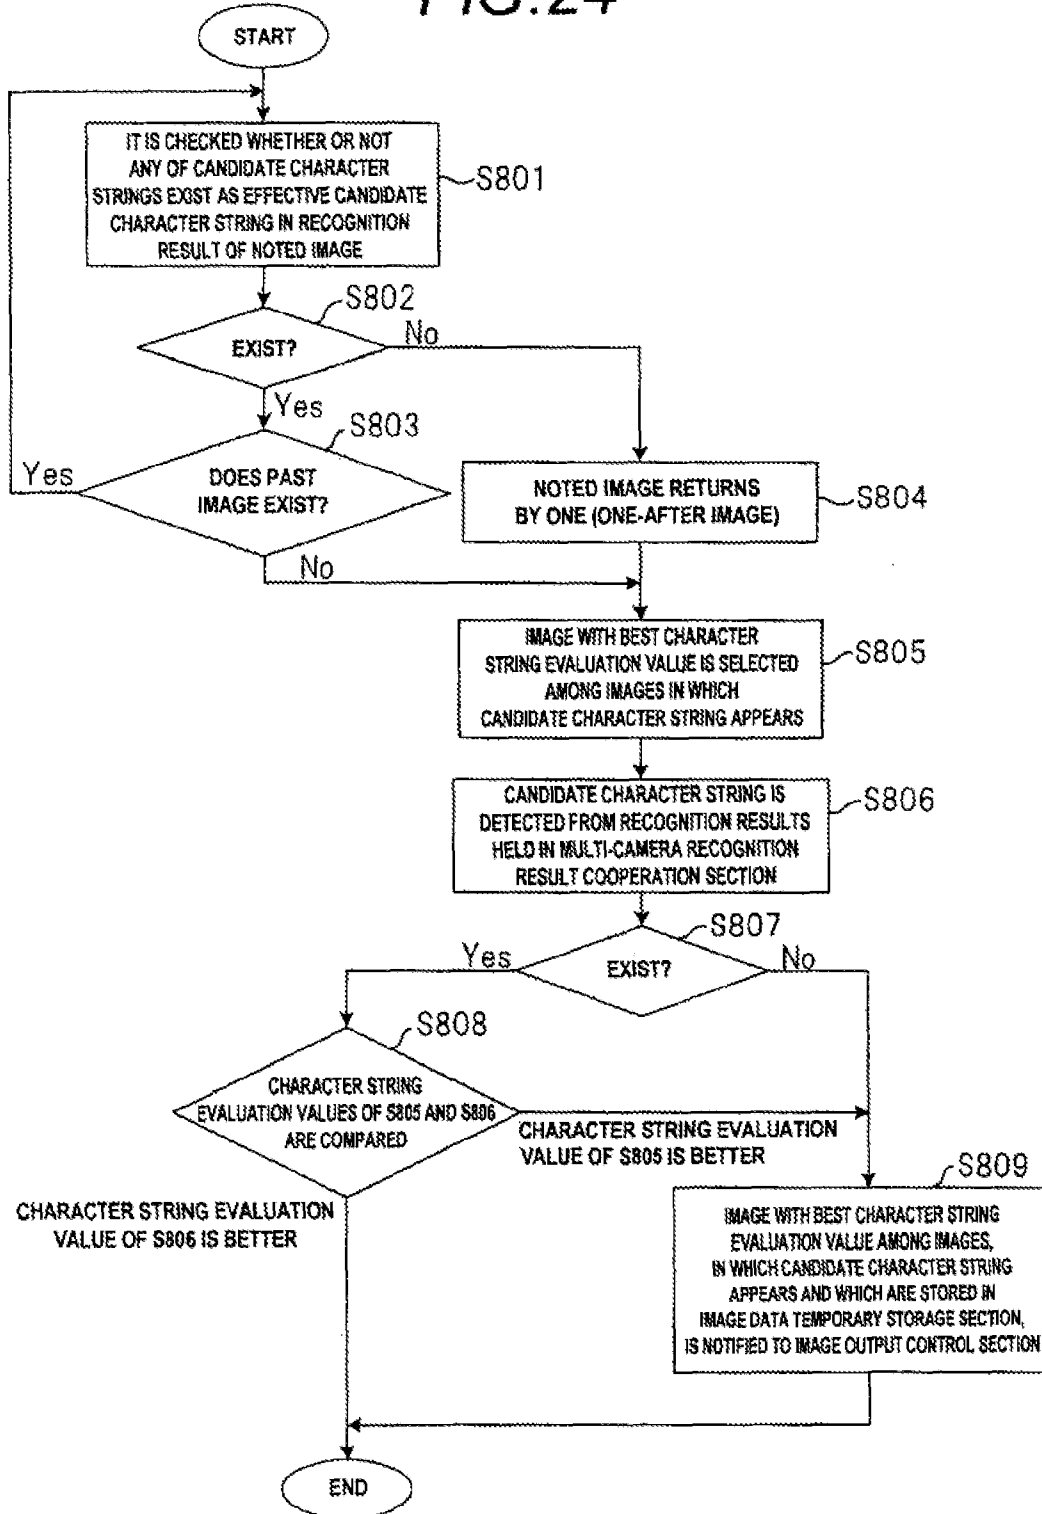 FIG.24
START
IT IS CHECKED WHETHER OR NOT
ANY OF CANDIDATE CHARACTER
STRINGS EXIST AS EFFECTIVE CANDIDATE
CHARACTER STRING IN RECOGNITION
RESULT OF NOTED IMAGE
S801
S802
EXIST?
No
Yes
S803
Yes
DOES PAST
IMAGE EXIST?
No
NOTED IMAGE RETURNS
BY ONE (ONE-AFTER IMAGE)
S804
IMAGE WITH BEST CHARACTER
STRING EVALUATION VALUE IS SELECTED
AMONG IMAGES IN WHICH
CANDIDATE CHARACTER STRING APPEARS
S805
CANDIDATE CHARACTER STRING IS
DETECTED FROM RECOGNITION RESULTS
HELD IN MULTI-CAMERA RECOGNITION
RESULT COOPERATION SECTION
S806
S807
Yes
EXIST?
No
S808
CHARACTER STRING
EVALUATION VALUES OF S805 AND S806
ARE COMPARED
CHARACTER STRING EVALUATION
VALUE OF S805 IS BETTER
CHARACTER STRING EVALUATION
VALUE OF S806 IS BETTER
S809
IMAGE WITH BEST CHARACTER STRING
EVALUATION VALUE AMONG IMAGES,
IN WHICH CANDIDATE CHARACTER STRING
APPEARS AND WHICH ARE STORED IN
IMAGE DATA TEMPORARY STORAGE SECTION,
IS NOTIFIED TO IMAGE OUTPUT CONTROL SECTION
END